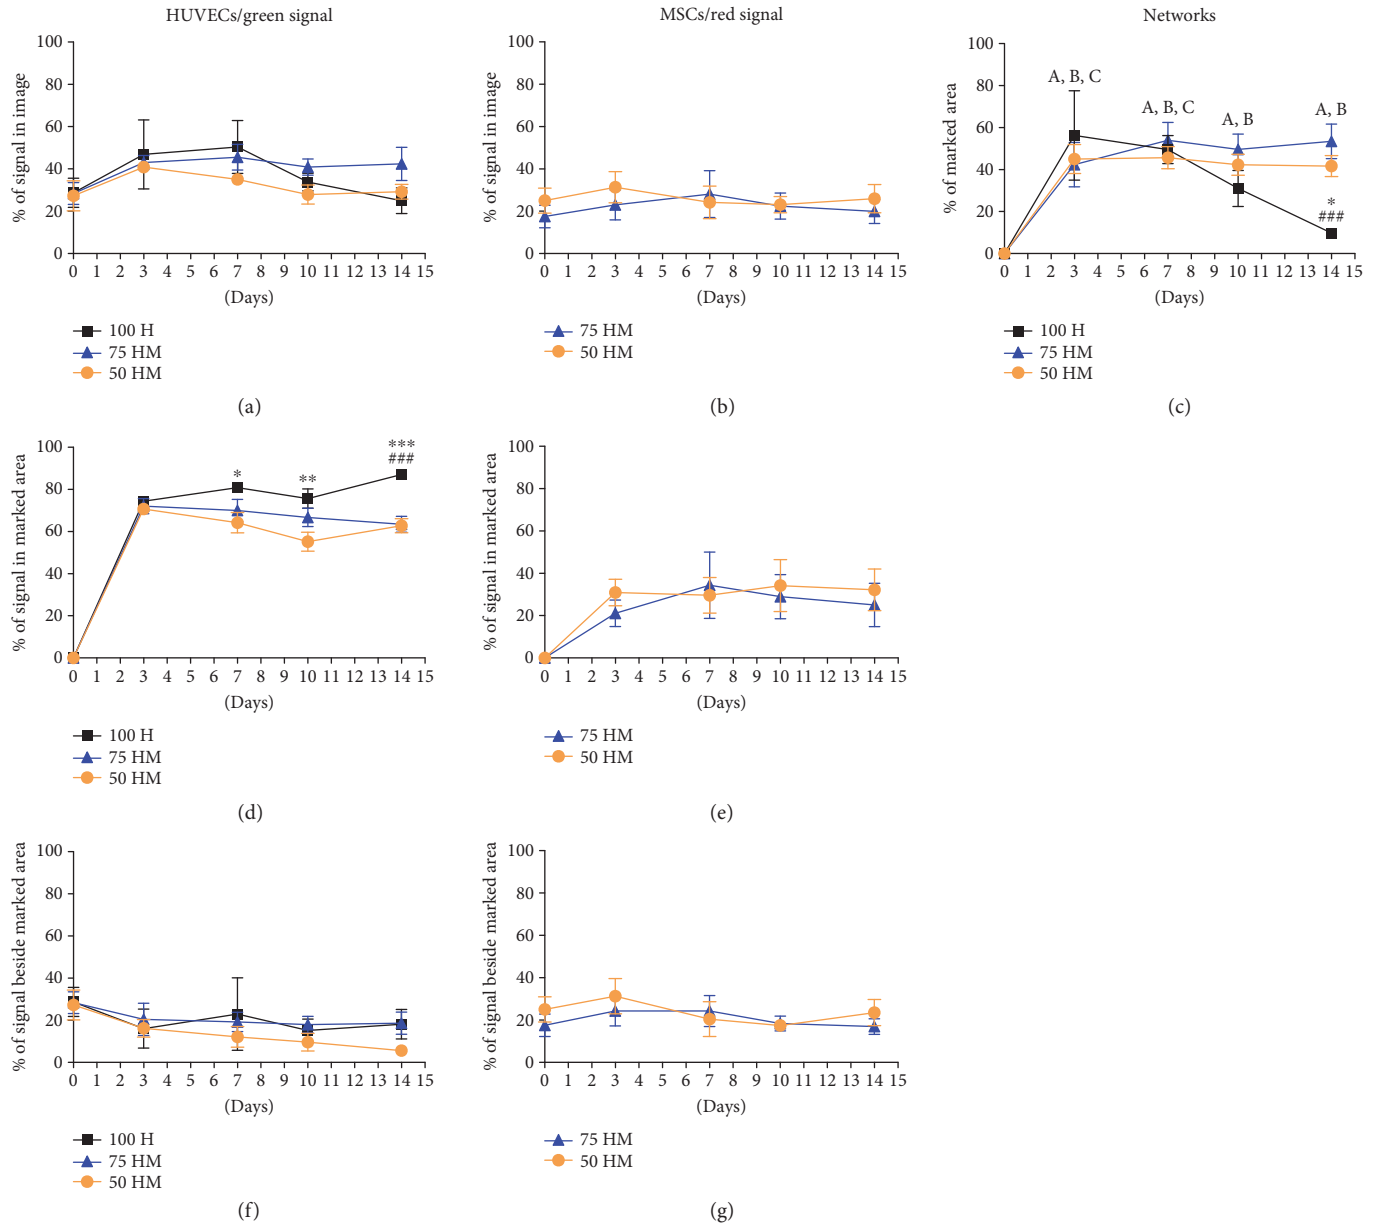 HUVECs/green signal
% of signal in image
100
80
60
40
20
0
0 1 2 3 4 5 6 7 8 9 10 11 12 13 14 15
(Days)
100 H
75 HM
50 HM
(a)
MSCs/red signal
% of signal in image
100
80
60
40
20
0
0 1 2 3 4 5 6 7 8 9 10 11 12 13 14 15
(Days)
75 HM
50 HM
(b)
Networks
% of marked area
100
80
60
40
20
0
A, B, C
A, B, C
A, B
A, B
*
###
0 1 2 3 4 5 6 7 8 9 10 11 12 13 14 15
(Days)
100 H
75 HM
50 HM
(c)
% of signal in marked area
100
80
60
40
20
0
*
**
***
###
0 1 2 3 4 5 6 7 8 9 10 11 12 13 14 15
(Days)
100 H
75 HM
50 HM
(d)
% of signal in marked area
100
80
60
40
20
0
0 1 2 3 4 5 6 7 8 9 10 11 12 13 14 15
(Days)
75 HM
50 HM
(e)
% of signal beside marked area
100
80
60
40
20
0
0 1 2 3 4 5 6 7 8 9 10 11 12 13 14 15
(Days)
100 H
75 HM
50 HM
(f)
% of signal beside marked area
100
80
60
40
20
0
0 1 2 3 4 5 6 7 8 9 10 11 12 13 14 15
(Days)
75 HM
50 HM
(g)